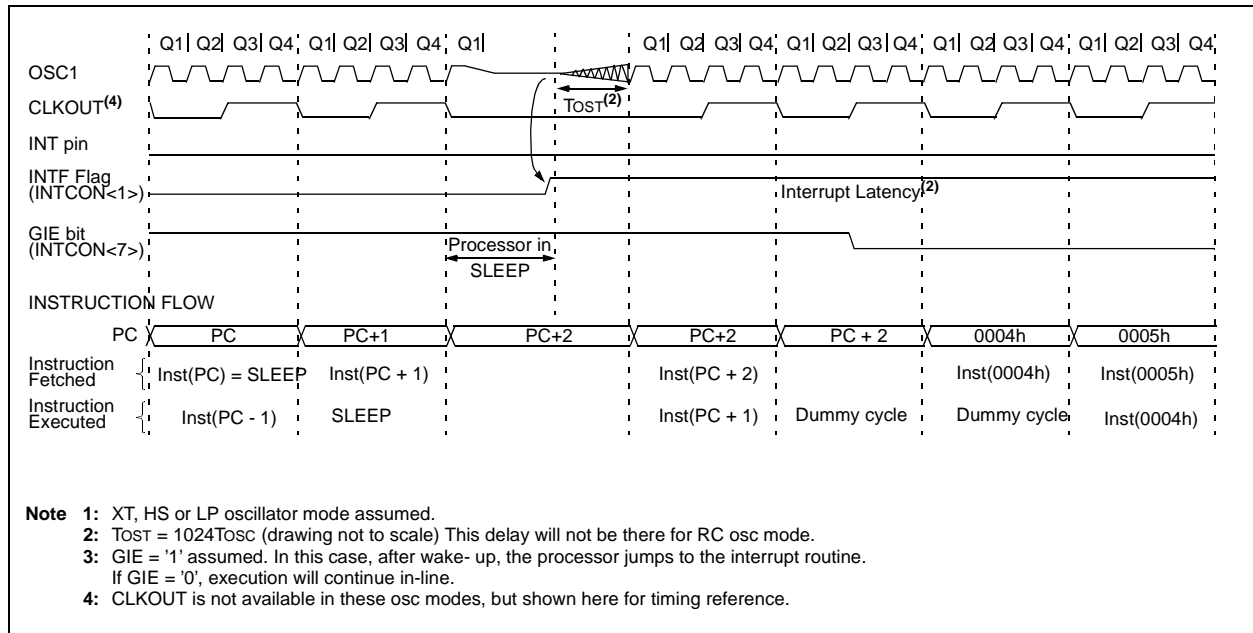 Q1 Q2 Q3 Q4 Q1 Q2 Q3 Q4 Q1 Q1 Q2 Q3 Q4 Q1 Q2 Q3 Q4 Q1 Q2 Q3 Q4 Q1 Q2 Q3 Q4
OSC1
CLKOUT(4)
TOST(2)
INT pin
INTF Flag
(INTCON<1>)
Interrupt Latency(2)
GIE bit
(INTCON<7>)
Processor in
SLEEP
INSTRUCTION FLOW
PC PC PC+1 PC+2 PC+2 PC + 2 0004h 0005h
Instruction
Fetched
Inst(PC) = SLEEP Inst(PC + 1) Inst(PC + 2) Inst(0004h) Inst(0005h)
Instruction
Executed
Inst(PC - 1) SLEEP Inst(PC + 1) Dummy cycle Dummy cycle Inst(0004h)
Note 1: XT, HS or LP oscillator mode assumed.
2: TOST = 1024TOSC (drawing not to scale) This delay will not be there for RC osc mode.
3: GIE = '1' assumed. In this case, after wake- up, the processor jumps to the interrupt routine.
If GIE = '0', execution will continue in-line.
4: CLKOUT is not available in these osc modes, but shown here for timing reference.